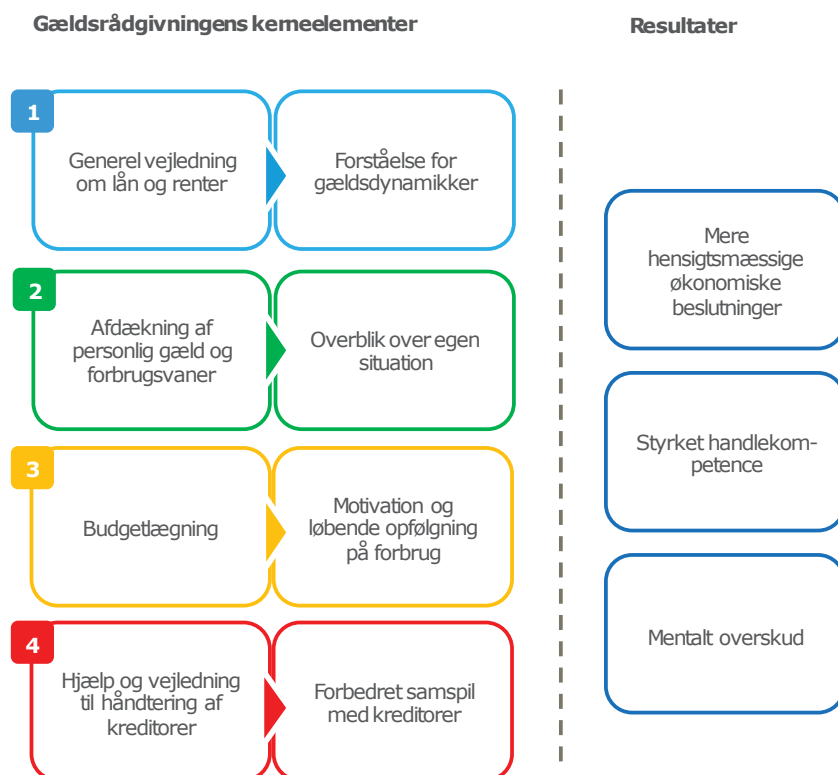 Gældsrådgivningens kerneelementer
Resultater
1
Generel vejledning
om lån og renter
Forståelse for
gældsdynamikker
2
Afdækning af
personlig gæld og
forbrugsvaner
Overblik over egen
situation
3
Budgetlægning
Motivation og
løbende opfølgning
på forbrug
4
Hjælp og vejledning
til håndtering af
kreditorer
Forbedret samspil
med kreditorer
Mere
hensigtsmæssige
økonomiske
beslutninger
Styrket handlekom-
petence
Mentalt overskud